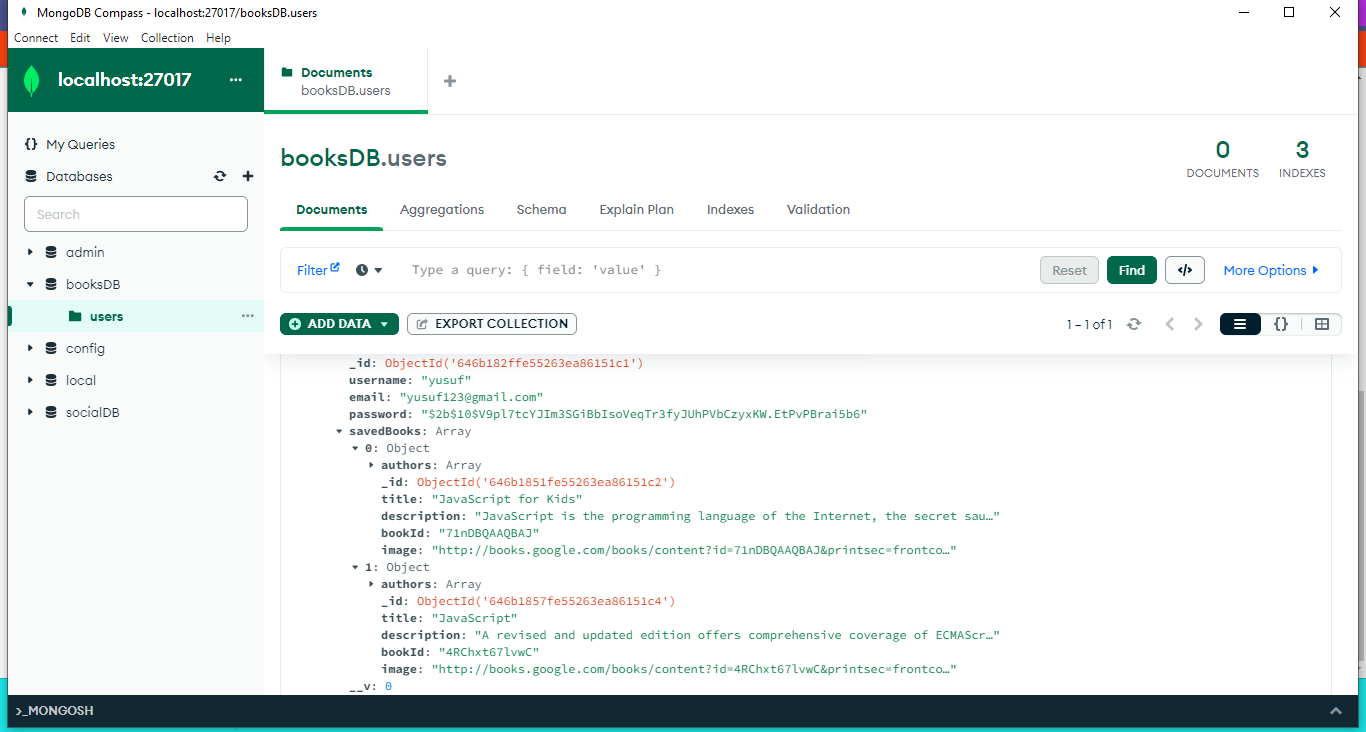 MongoDB Compass - localhost:27017/booksDB.users
Connect Edit View Collection Help
localhost:27017 ...
Documents
booksDB.users
+
{} My Queries
Databases
Search
admin
booksDB
users ...
config
local
socialDB
booksDB.users
0
DOCUMENTS
3
INDEXES
Documents Aggregations Schema Explain Plan Indexes Validation
Filter Type a query: { field: 'value' } Reset Find </> More Options
ADD DATA EXPORT COLLECTION 1 – 1 of 1 {}
_id: ObjectId('646b182ffe55263ea86151c1')
username: "yusuf"
email: "yusuf123@gmail.com"
password: "$2b$10$V9pl7tcYJIm3SGiBbIsoVeqTr3fyJUhPVbCzyxKW.EtPvPBrai5b6"
savedBooks: Array
0: Object
authors: Array
_id: ObjectId('646b1851fe55263ea86151c2')
title: "JavaScript for Kids"
description: "JavaScript is the programming language of the Internet, the secret sau…"
bookId: "71nDBQAAQBAJ"
image: "http://books.google.com/books/content?id=71nDBQAAQBAJ&printsec=frontco…"
1: Object
authors: Array
_id: ObjectId('646b1857fe55263ea86151c4')
title: "JavaScript"
description: "A revised and updated edition offers comprehensive coverage of ECMAScr…"
bookId: "4RChxt67lvwC"
image: "http://books.google.com/books/content?id=4RChxt67lvwC&printsec=frontco…"
__v: 0
>_MONGOSH